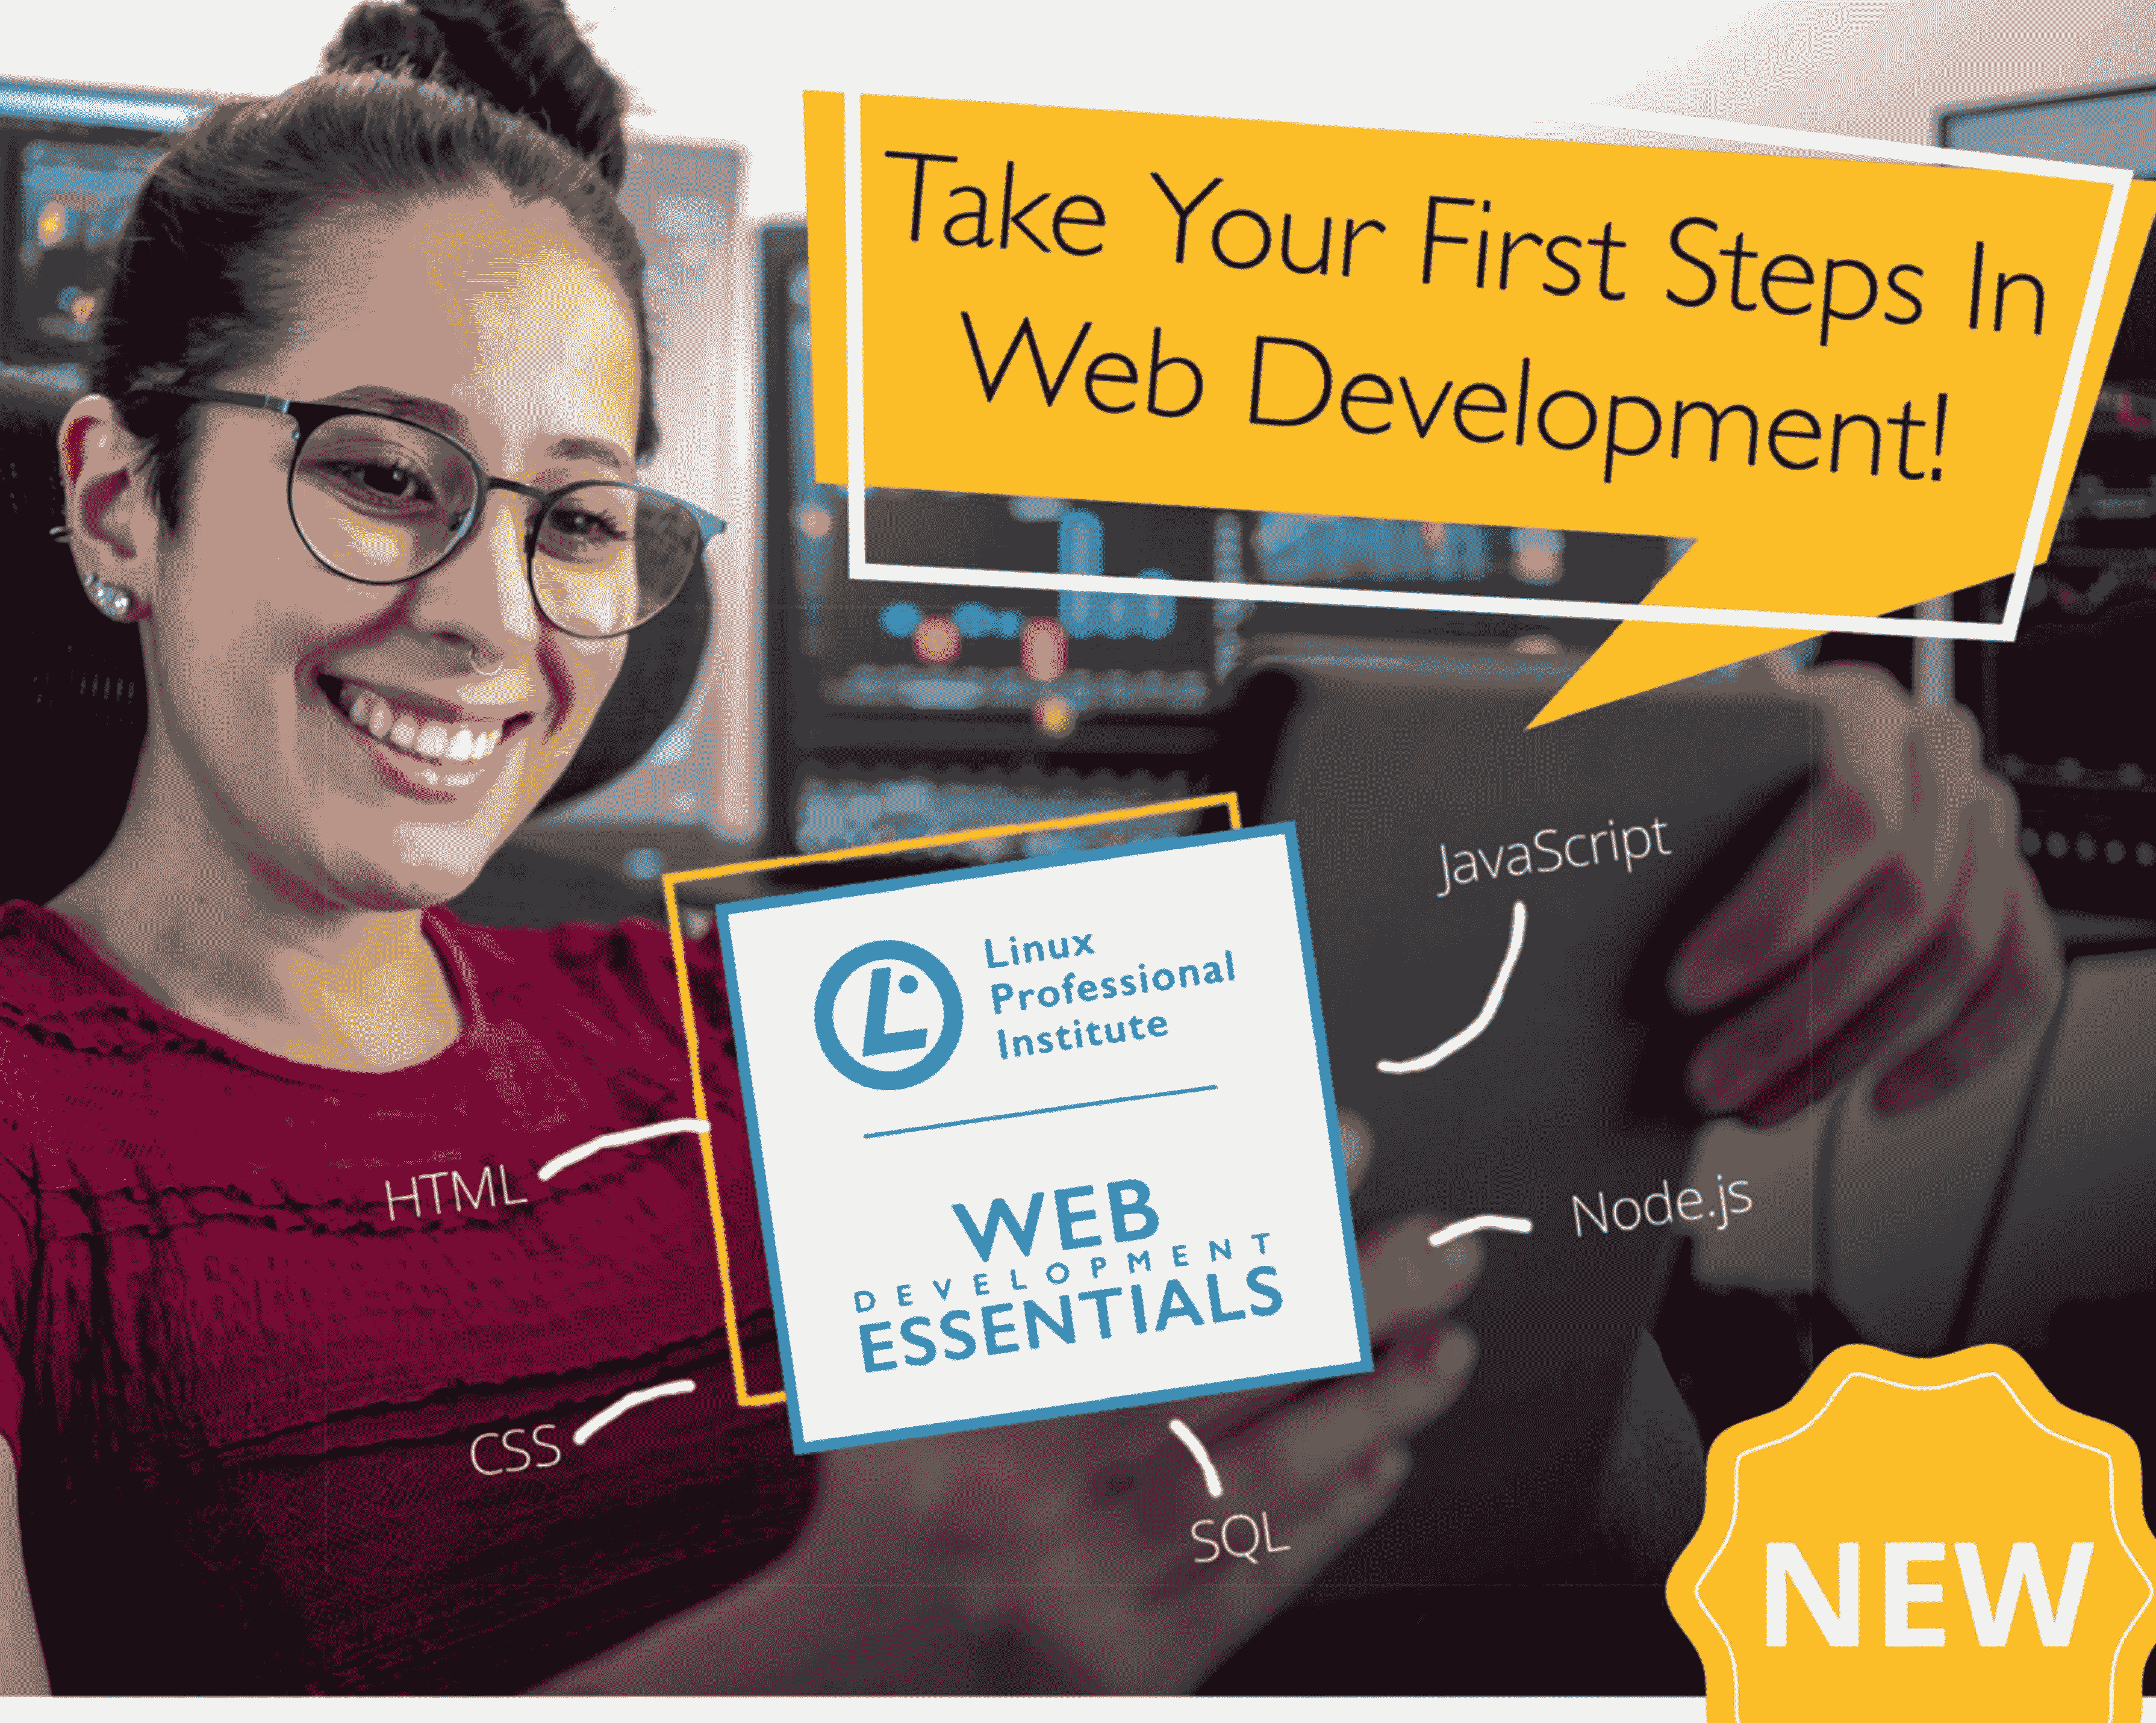 Take Your First Steps In
Web Development!
JavaScript
Linux
Professional
Institute
HTML
Node.js
WEB
DEVELOPMENT
ESSENTIALS
CSS
SQL
NEW